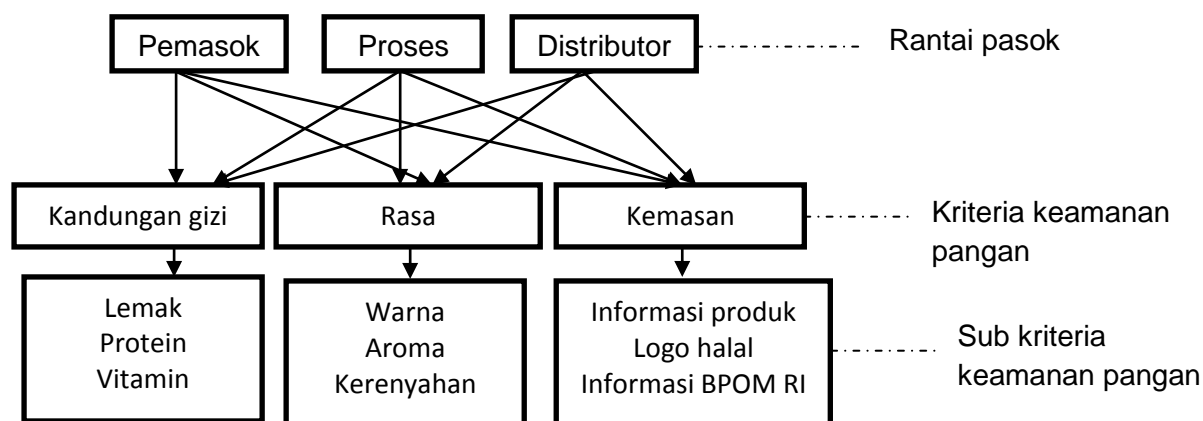 Pemasok
Proses
Distributor
Rantai pasok
Kandungan gizi
Rasa
Kemasan
Kriteria keamanan
pangan
Lemak
Protein
Vitamin
Warna
Aroma
Kerenyahan
Informasi produk
Logo halal
Informasi BPOM RI
Sub kriteria
keamanan pangan